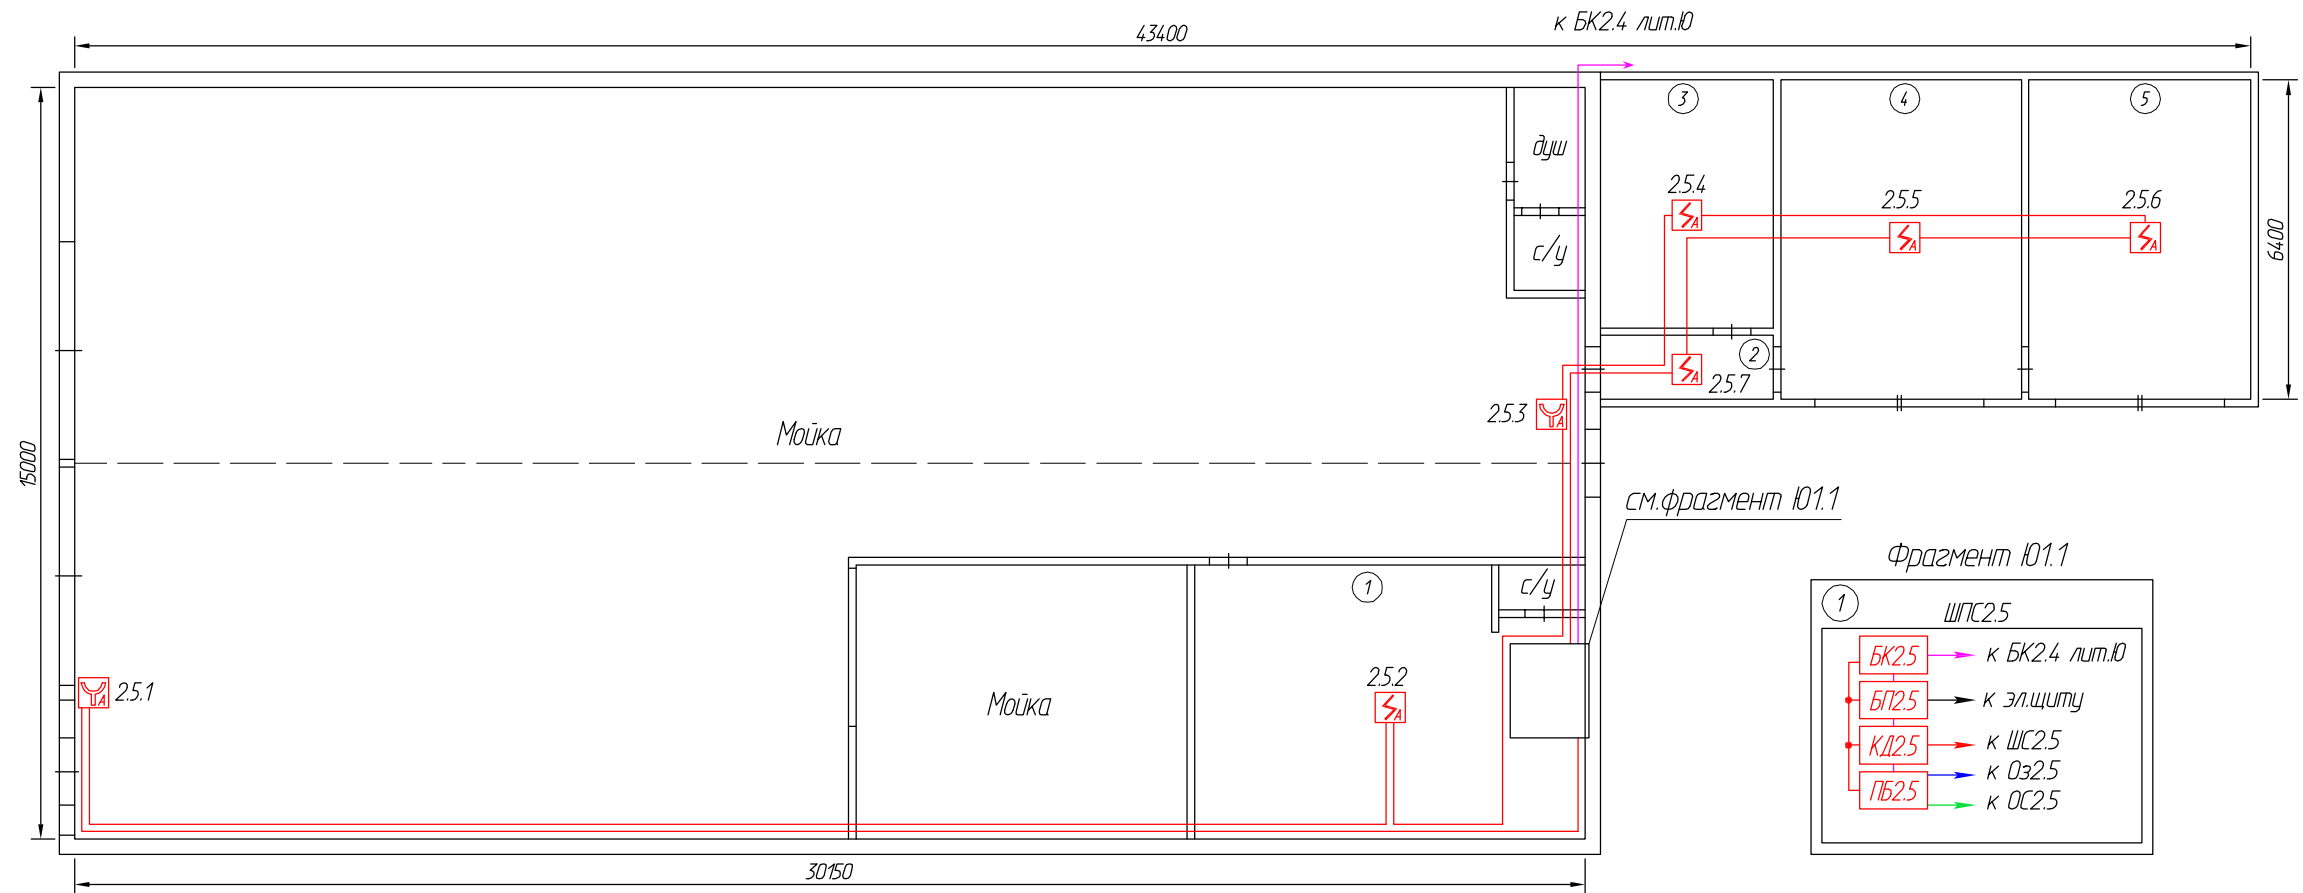 к БК2.4 лит.Ю
43400
3
4
5
душ
2.5.4
2.5.5
2.5.6
с/у
6400
2
2.5.7
2.5.3
Мойка
15000
см.фрагмент Ю1.1
Фрагмент Ю1.1
1
с/у
1
ШПС2.5
БК2.5
к БК2.4 лит.Ю
2.5.1
2.5.2
Мойка
БП2.5
к эл.щиту
КД2.5
к ШС2.5
к Оз2.5
ПБ2.5
к ОС2.5
30150
A
A
A
A
A
A
A